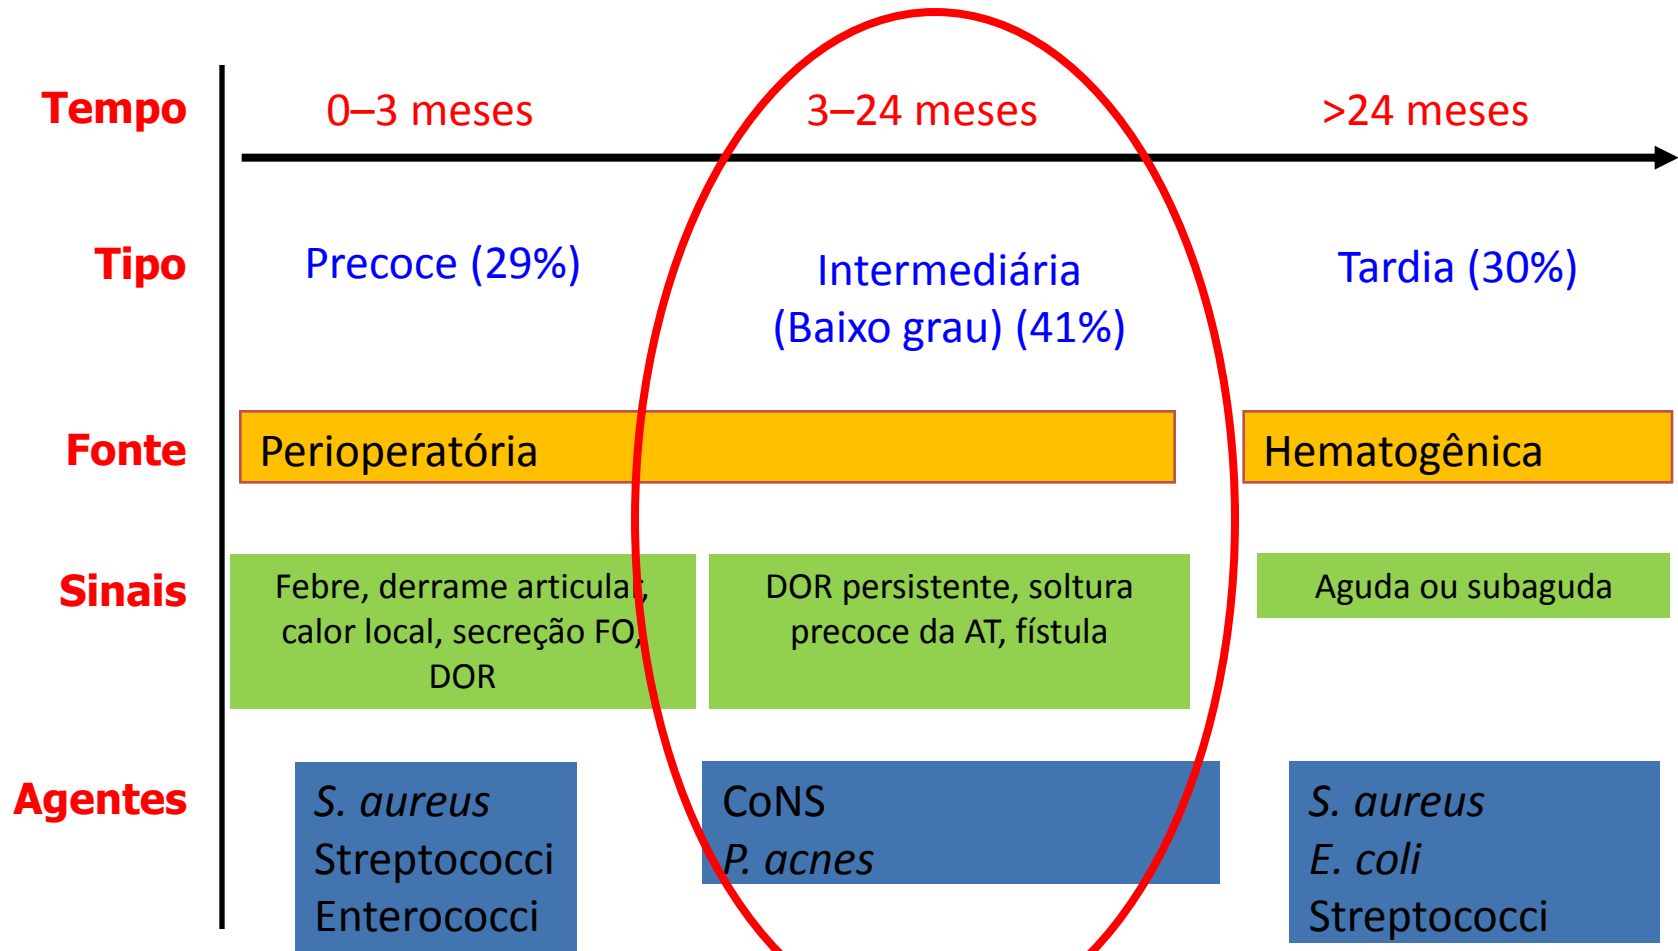 Tempo
0–3 meses
3–24 meses
>24 meses
Tipo
Precoce (29%)
Intermediária
(Baixo grau) (41%)
Tardia (30%)
Fonte
Perioperatória
Hematogênica
Sinais
Febre, derrame articular,
calor local, secreção FO,
DOR
DOR persistente, soltura
precoce da AT, fístula
Aguda ou subaguda
Agentes
S. aureus
Streptococci
Enterococci
CoNS
P. acnes
S. aureus
E. coli
Streptococci